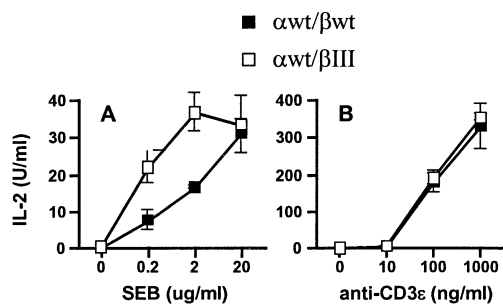 αwt/βwt
αwt/βIII
A
B
IL-2 (U/ml)
40
30
20
10
0
0 0.2 2 20
SEB (ug/ml)
400
300
200
100
0
0 10 100 1000
anti-CD3ε (ng/ml)